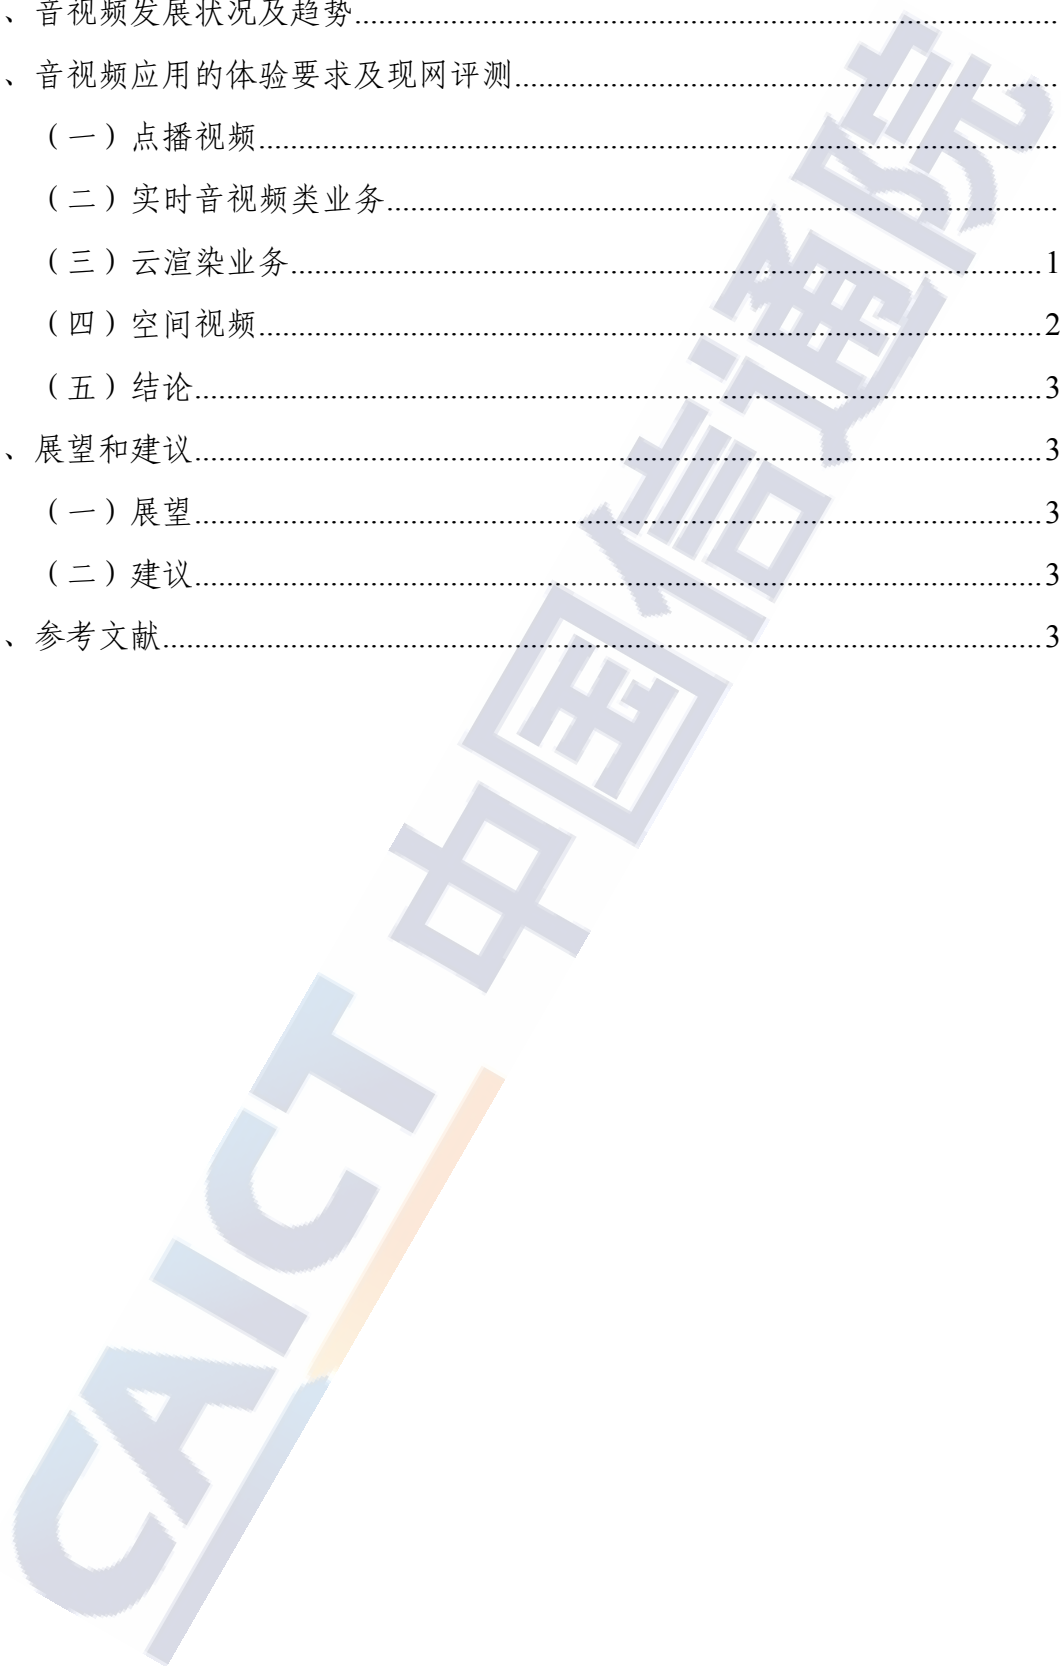 、音视频发展状况及趋势........................................
、音视频应用的体验要求及现网评测........................................
（一）点播视频........................................
（二）实时音视频类业务........................................
（三）云渲染业务........................................1
（四）空间视频........................................2
（五）结论........................................3
、展望和建议........................................3
（一）展望........................................3
（二）建议........................................3
、参考文献........................................3
CAICT 中国信通院